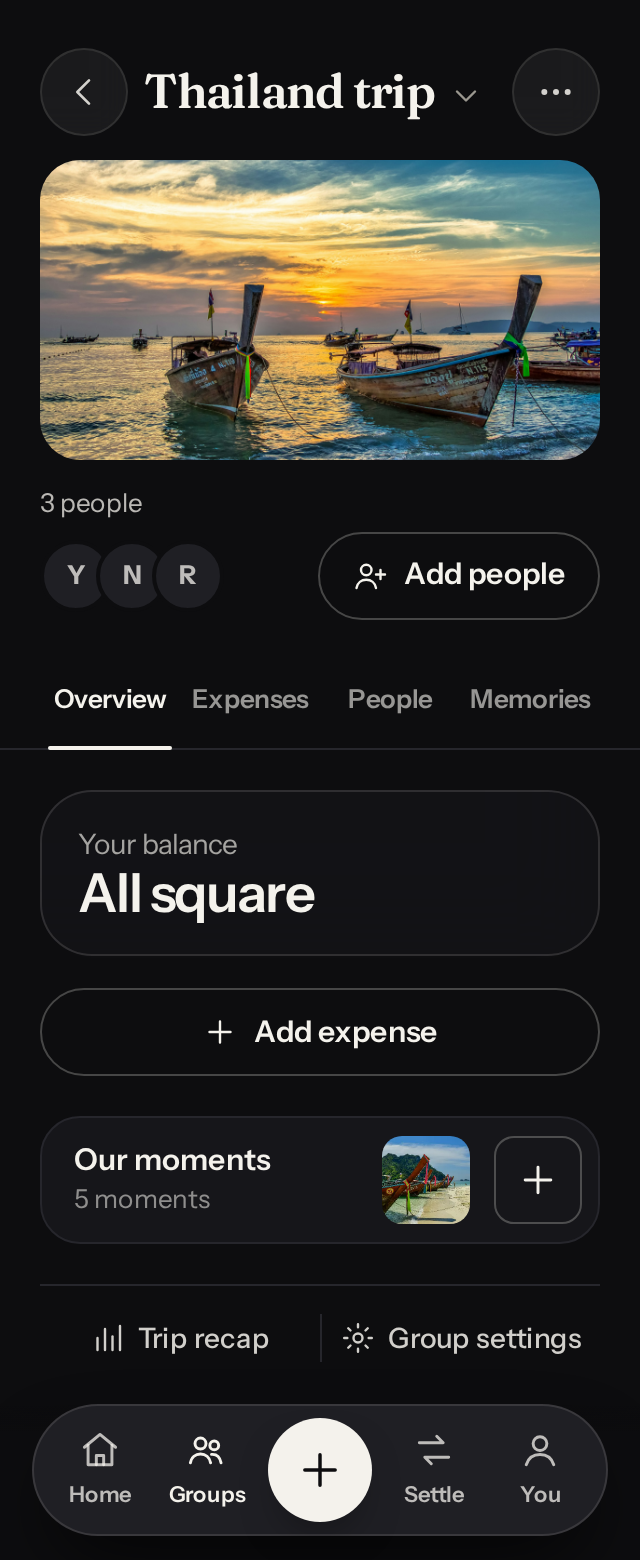 Thailand trip
3 people
Y N R
Add people
Overview Expenses People Memories
Your balance
All square
Add expense
Our moments
5 moments
Trip recap Group settings
Home Groups Settle You